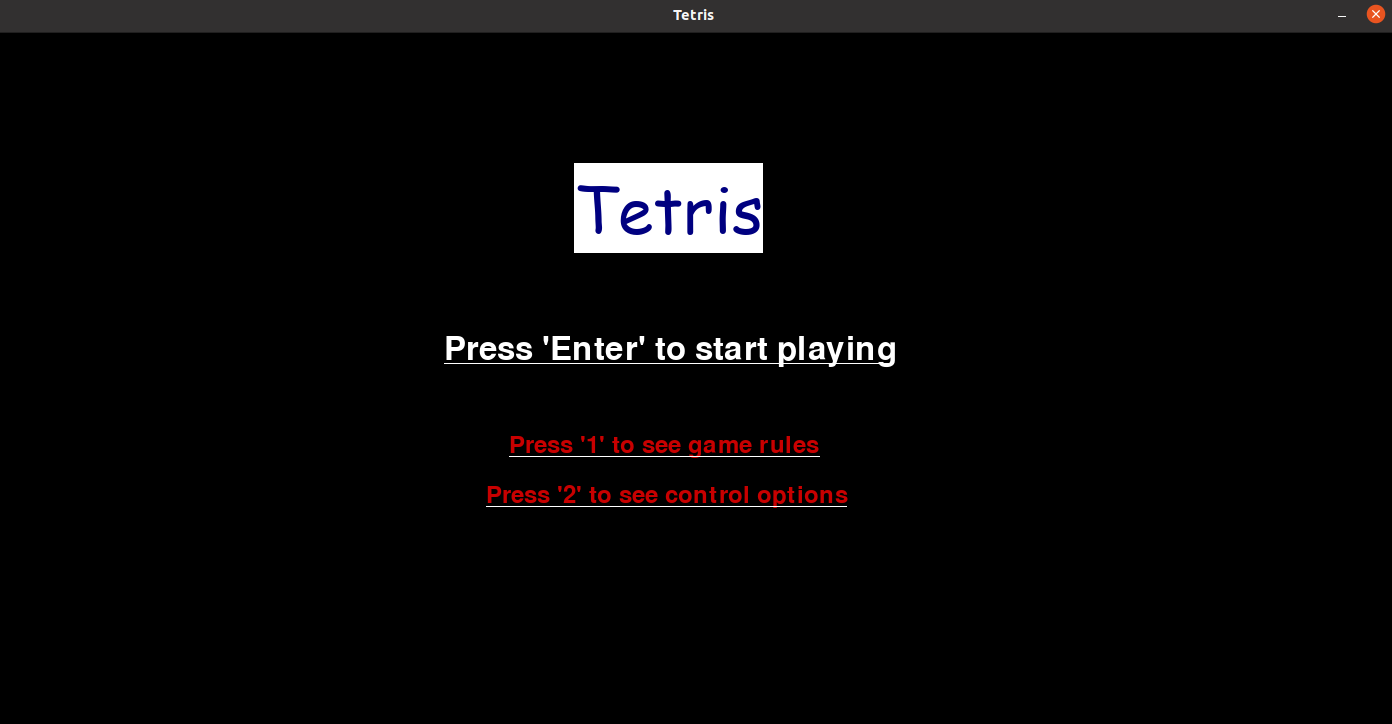 Tetris
Tetris
Press 'Enter' to start playing
Press '1' to see game rules
Press '2' to see control options